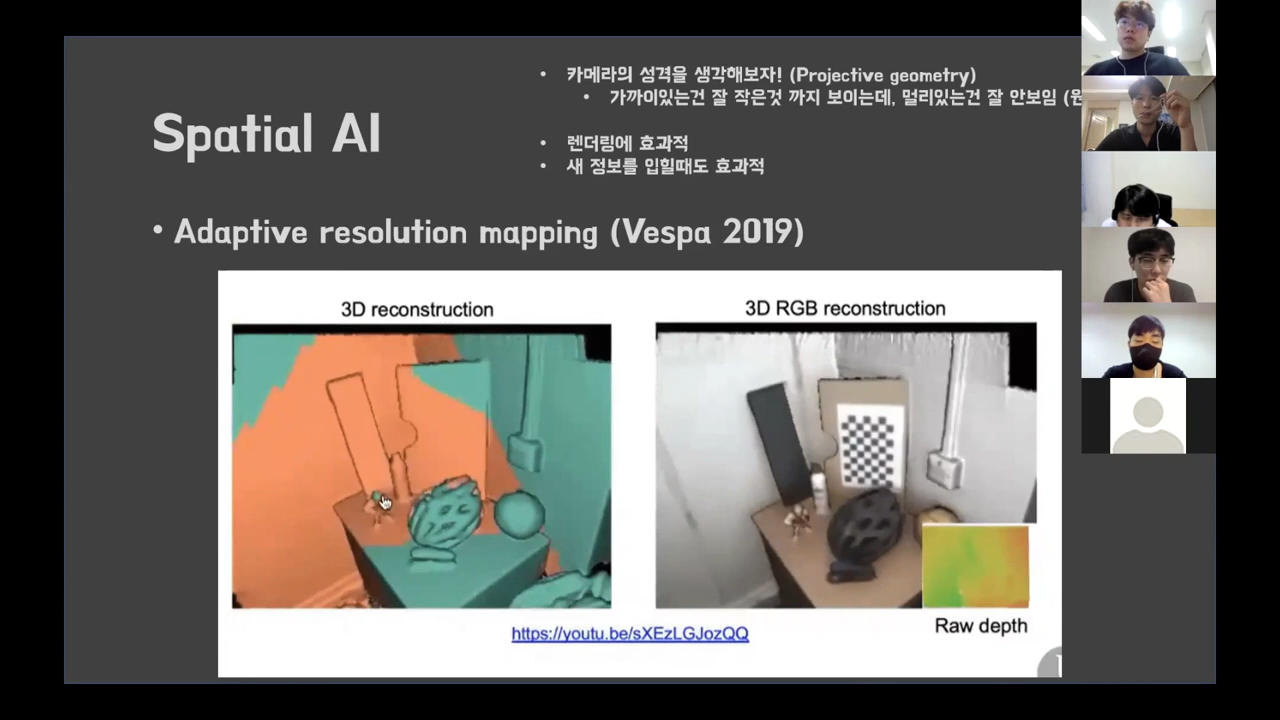 Spatial AI
• 카메라의 성격을 생각해보자! (Projective geometry)
• 가까이있는건 잘 작은것 까지 보이는데, 멀리있는건 잘 안보임
• 렌더링에 효과적
• 새 정보를 입힐때도 효과적
• Adaptive resolution mapping (Vespa 2019)
3D reconstruction
3D RGB reconstruction
https://youtu.be/sXEzLGJozQQ
Raw depth